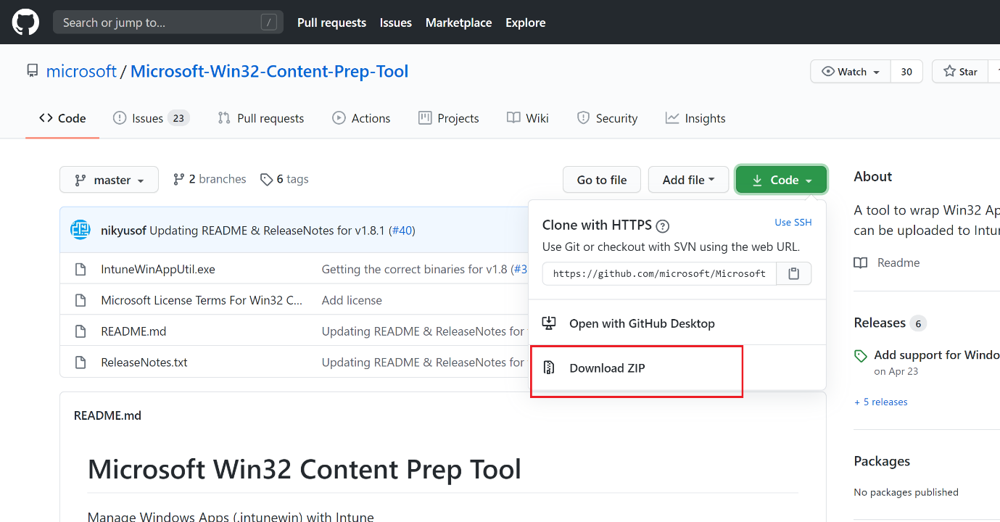 Search or jump to... /
Pull requests Issues Marketplace Explore
microsoft / Microsoft-Win32-Content-Prep-Tool
Watch 30 Star
Code Issues 23 Pull requests Actions Projects Wiki Security Insights
master 2 branches 6 tags Go to file Add file Code
nikyusof Updating README & ReleaseNotes for v1.8.1 (#40)
IntuneWinAppUtil.exe Getting the correct binaries for v1.8 (#3
Microsoft License Terms For Win32 C... Add license
README.md Updating README & ReleaseNotes for
ReleaseNotes.txt Updating README & ReleaseNotes for
Clone with HTTPS ? Use SSH
Use Git or checkout with SVN using the web URL.
https://github.com/microsoft/Microsoft
Open with GitHub Desktop
Download ZIP
README.md
Microsoft Win32 Content Prep Tool
Manage Windows Apps (.intunewin) with Intune
About
A tool to wrap Win32 Ap
can be uploaded to Intu
Readme
Releases 6
Add support for Windo
on Apr 23
+ 5 releases
Packages
No packages published